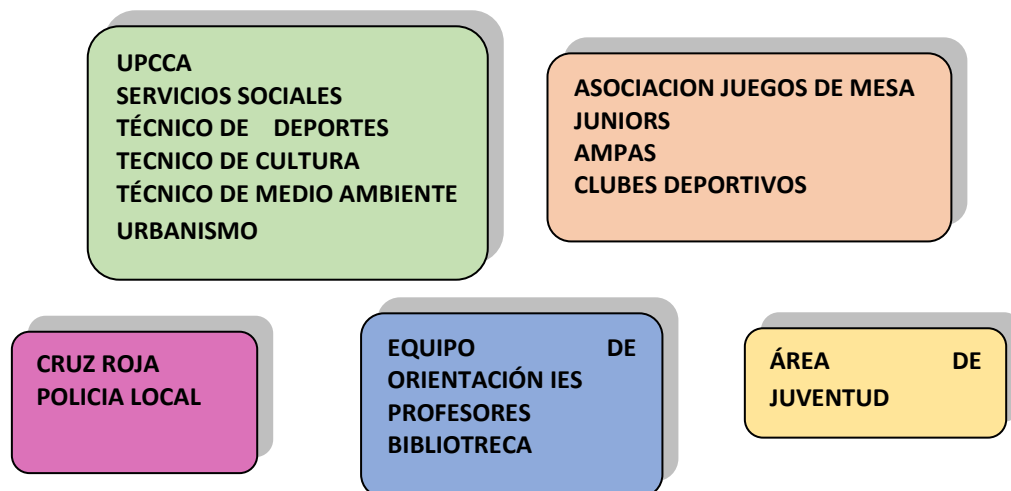 UPCCA
SERVICIOS SOCIALES
TÉCNICO DE DEPORTES
TECNICO DE CULTURA
TÉCNICO DE MEDIO AMBIENTE
URBANISMO
ASOCIACION JUEGOS DE MESA
JUNIORS
AMPAS
CLUBES DEPORTIVOS
CRUZ ROJA
POLICIA LOCAL
EQUIPO DE
ORIENTACIÓN IES
PROFESORES
BIBLIOTRECA
ÁREA DE
JUVENTUD